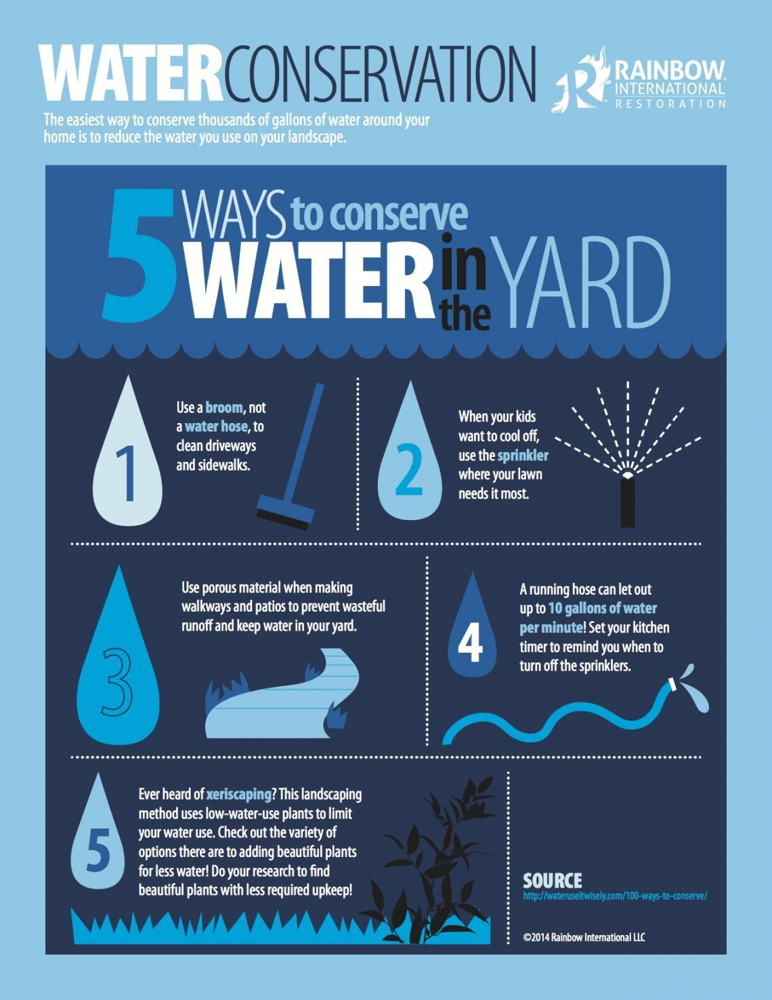 WATERCONSERVATION
RAINBOW
INTERNATIONAL
RESTORATION
The easiest way to conserve thousands of gallons of water around your
home is to reduce the water you use on your landscape.
5 WAYS to conserve
WATER in the YARD
1
Use a broom, not
a water hose, to
clean driveways
and sidewalks.
2
When your kids
want to cool off,
use the sprinkler
where your lawn
needs it most.
3
Use porous material when making
walkways and patios to prevent wasteful
runoff and keep water in your yard.
4
A running hose can let out
up to 10 gallons of water
per minute! Set your kitchen
timer to remind you when to
turn off the sprinklers.
5
Ever heard of xeriscaping? This landscaping
method uses low-water-use plants to limit
your water use. Check out the variety of
options there are to adding beautiful plants
for less water! Do your research to find
beautiful plants with less required upkeep!
SOURCE
http://wateruseitwisely.com/100-ways-to-conserve/
©2014 Rainbow International LLC